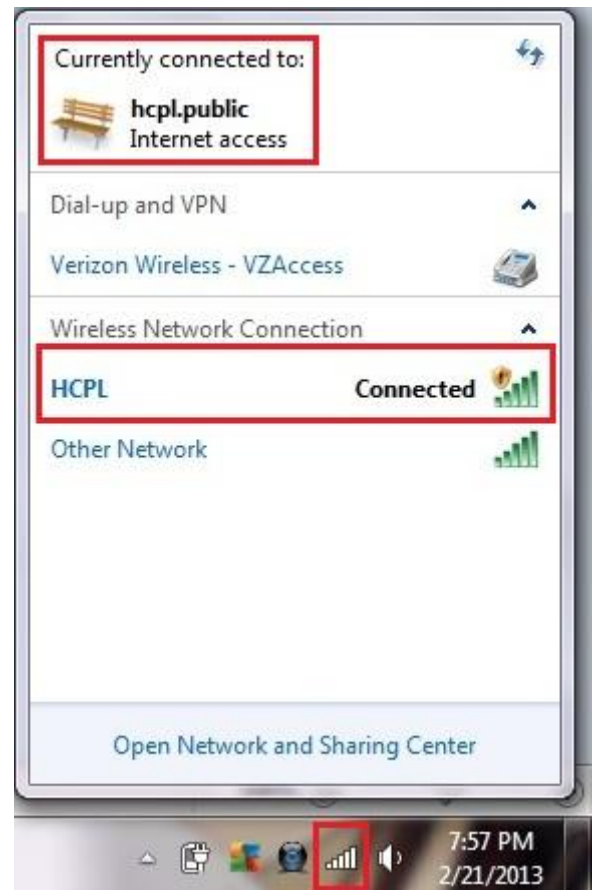 Currently connected to:
hcpl.public
Internet access
Dial-up and VPN
Verizon Wireless - VZAccess
Wireless Network Connection
HCPL Connected
Other Network
Open Network and Sharing Center
7:57 PM
2/21/2013